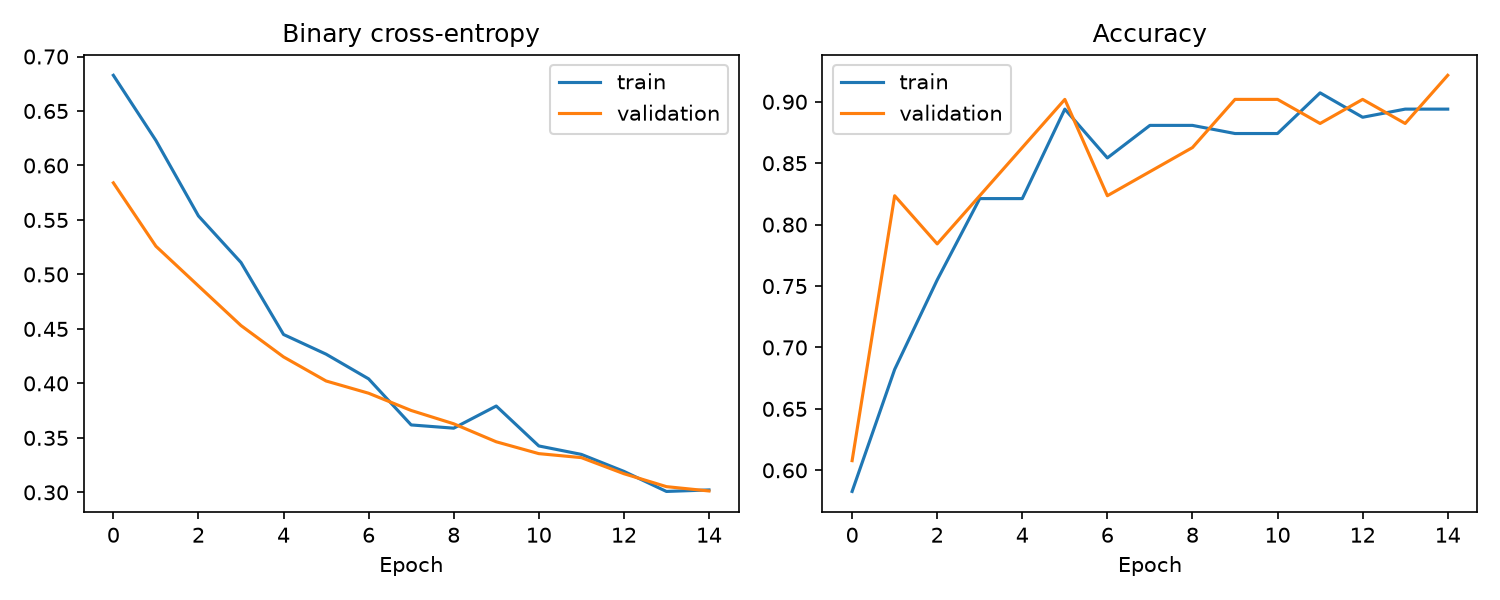 Binary cross-entropy
0.70
0.65
0.60
0.55
0.50
0.45
0.40
0.35
0.30
train
validation
0 2 4 6 8 10 12 14
Epoch
Accuracy
0.90
0.85
0.80
0.75
0.70
0.65
0.60
train
validation
0 2 4 6 8 10 12 14
Epoch